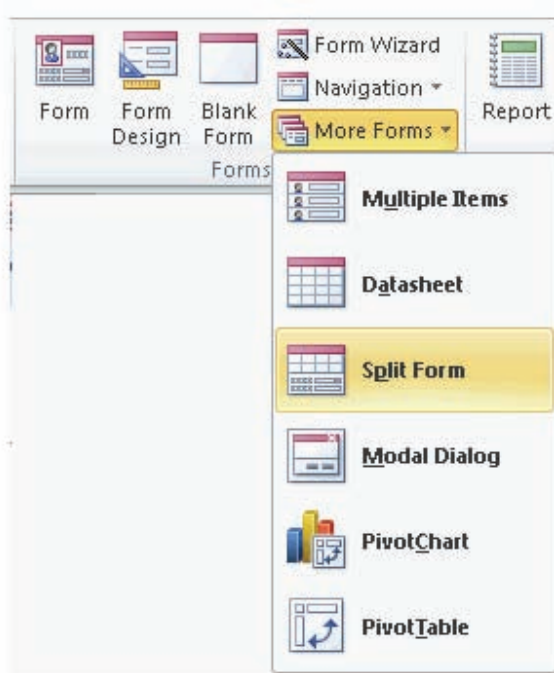 Form
Form Design
Blank Form
Form Wizard
Navigation
More Forms
Report
Forms
Multiple Items
Datasheet
Split Form
Modal Dialog
PivotChart
PivotTable